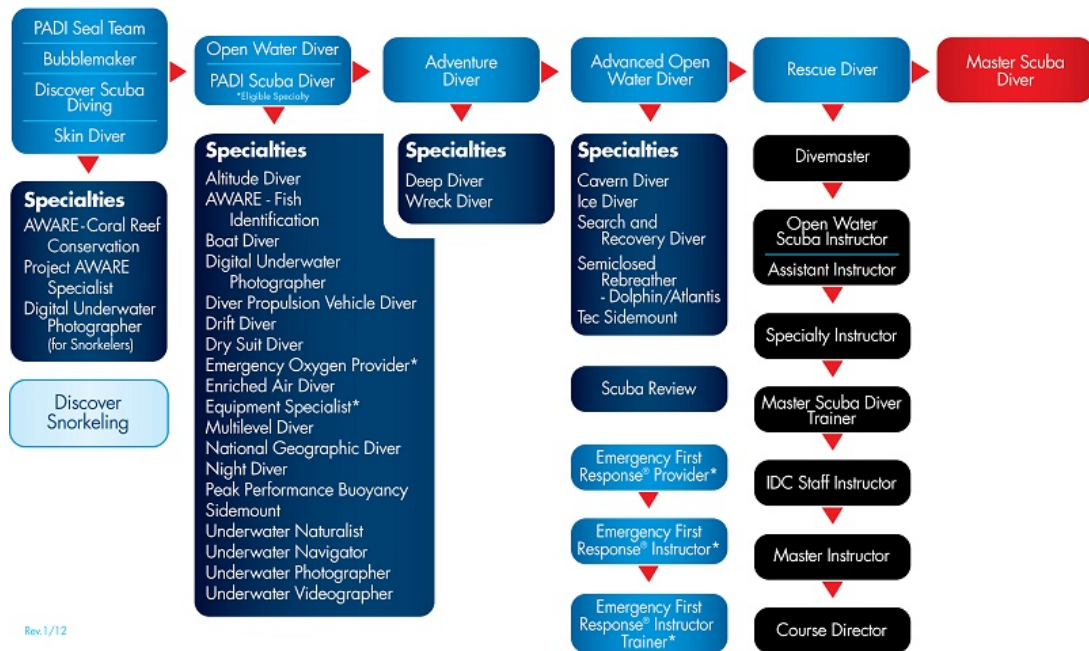 PADI Seal Team
Bubblemaker
Discover Scuba
Diving
Skin Diver
Specialties
AWARE-Coral Reef
Conservation
Project AWARE
Specialist
Digital Underwater
Photographer
(for Snorkelers)
Discover
Snorkeling
Open Water Diver
PADI Scuba Diver
*Eligible Specialty
Specialties
Altitude Diver
AWARE - Fish
Identification
Boat Diver
Digital Underwater
Photographer
Diver Propulsion Vehicle Diver
Drift Diver
Dry Suit Diver
Emergency Oxygen Provider*
Enriched Air Diver
Equipment Specialist*
Multilevel Diver
National Geographic Diver
Night Diver
Peak Performance Buoyancy
Sidemount
Underwater Naturalist
Underwater Navigator
Underwater Photographer
Underwater Videographer
Adventure
Diver
Specialties
Deep Diver
Wreck Diver
Advanced Open
Water Diver
Specialties
Cavern Diver
Ice Diver
Search and
Recovery Diver
Semiclosed
Rebreather
- Dolphin/Atlantis
Tec Sidemount
Scuba Review
Emergency First
Response® Provider*
Emergency First
Response® Instructor*
Emergency First
Response® Instructor
Trainer*
Rescue Diver
Divemaster
Open Water
Scuba Instructor
Assistant Instructor
Specialty Instructor
Master Scuba Diver
Trainer
IDC Staff Instructor
Master Instructor
Course Director
Master Scuba
Diver
Rev.1/12